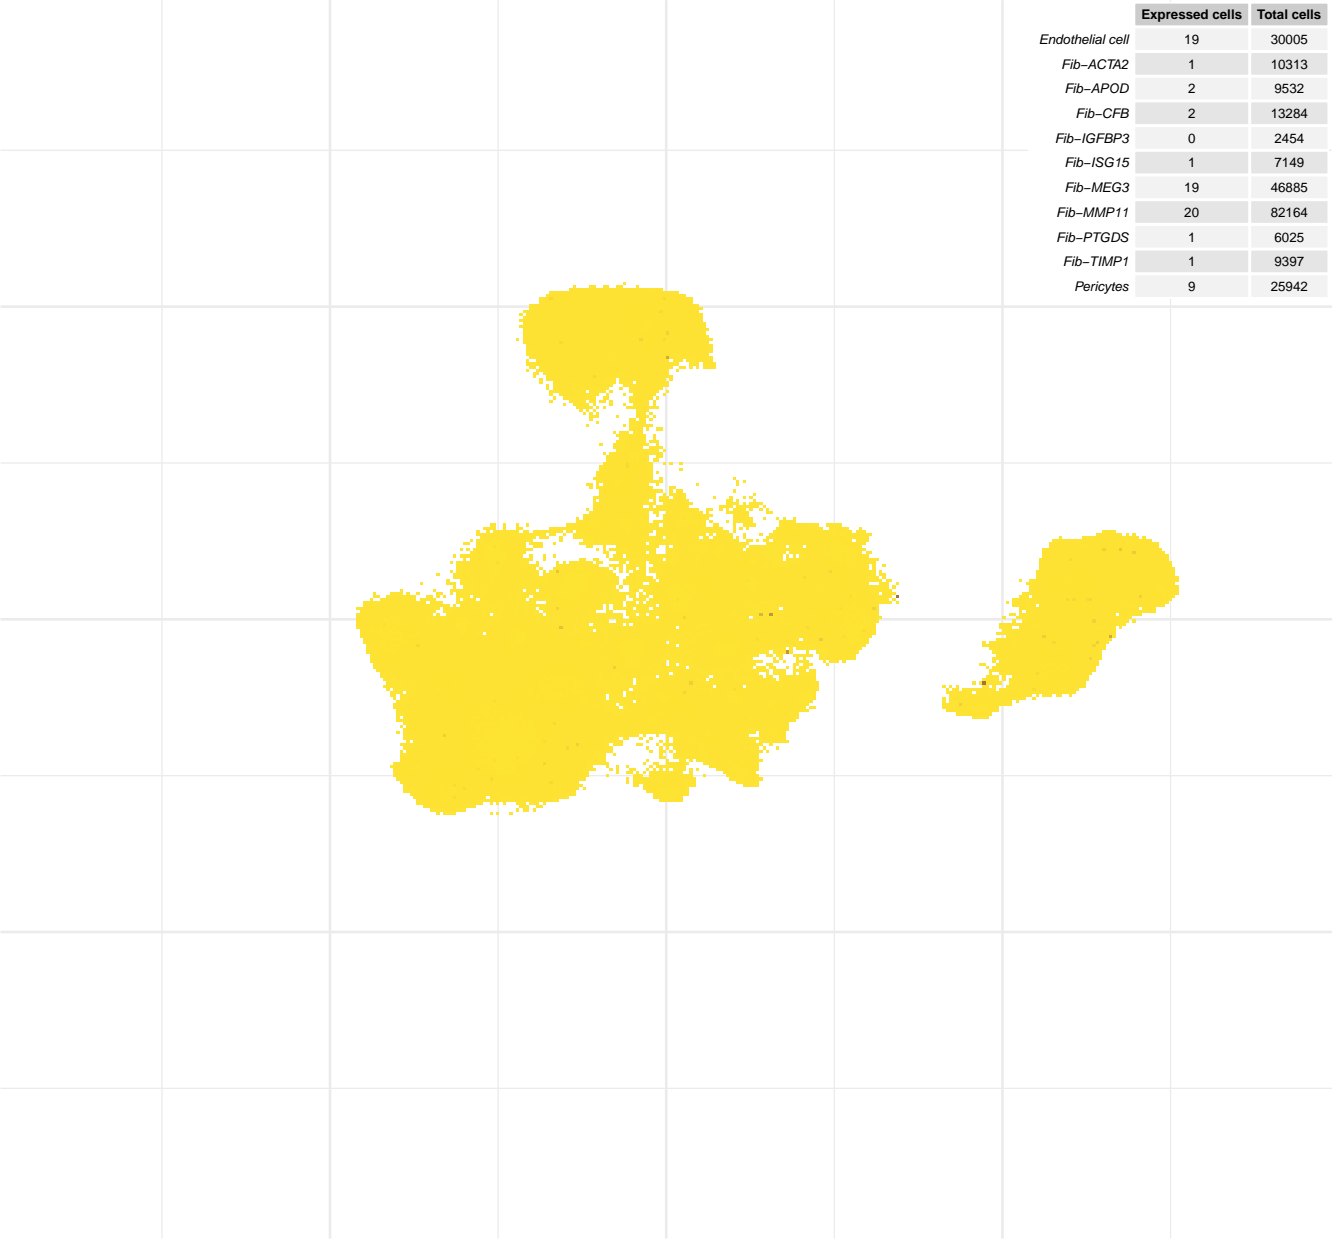 Expressed cells Total cells
Endothelial cell 19 30005
Fib−ACTA2 1 10313
Fib−APOD 2 9532
Fib−CFB 2 13284
Fib−IGFBP3 0 2454
Fib−ISG15 1 7149
Fib−MEG3 19 46885
Fib−MMP11 20 82164
Fib−PTGDS 1 6025
Fib−TIMP1 1 9397
Pericytes 9 25942